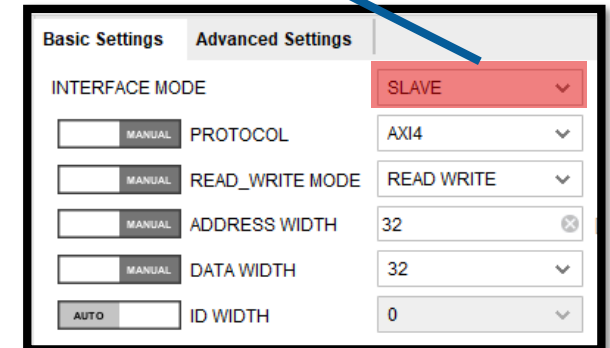 Basic Settings Advanced Settings
INTERFACE MODE SLAVE
MANUAL PROTOCOL AXI4
MANUAL READ_WRITE MODE READ WRITE
MANUAL ADDRESS WIDTH 32
MANUAL DATA WIDTH 32
AUTO ID WIDTH 0